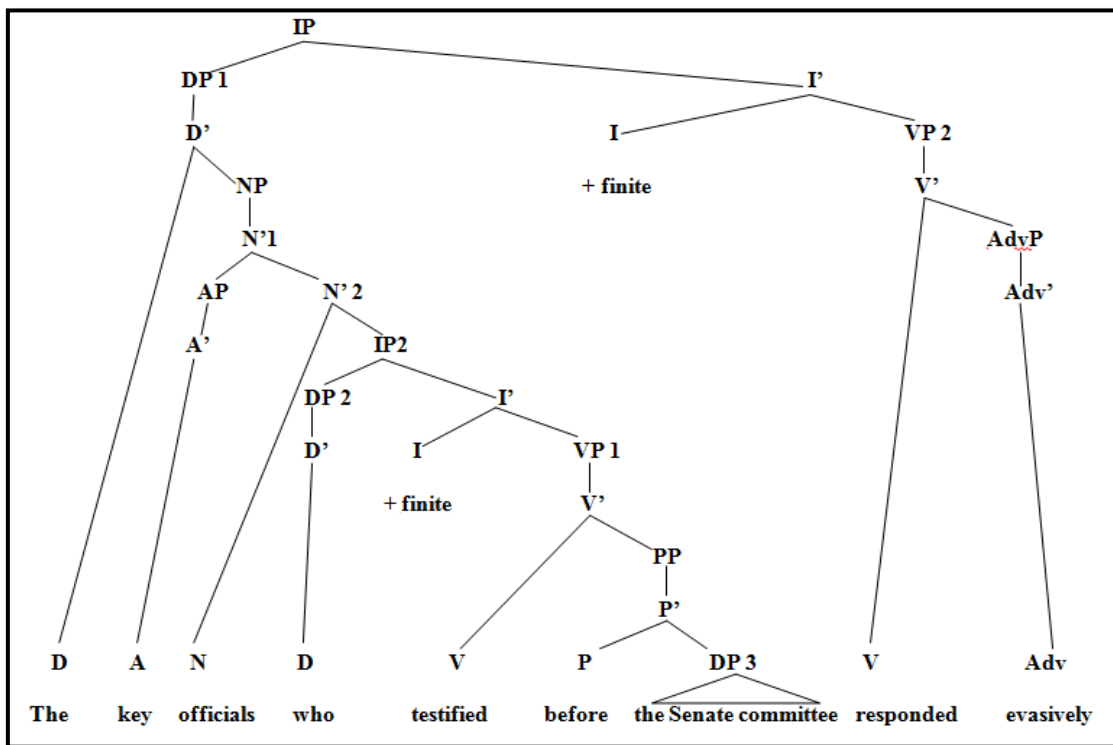 IP
DP 1 I’
D’ I VP 2
NP + finite V’
N’1 AdvP
AP N’ 2 Adv’
A’ IP2
DP 2 I’
D’ I VP 1
+ finite V’
PP
P’
D A N D V P DP 3 V Adv
The key officials who testified before the Senate committee responded evasively